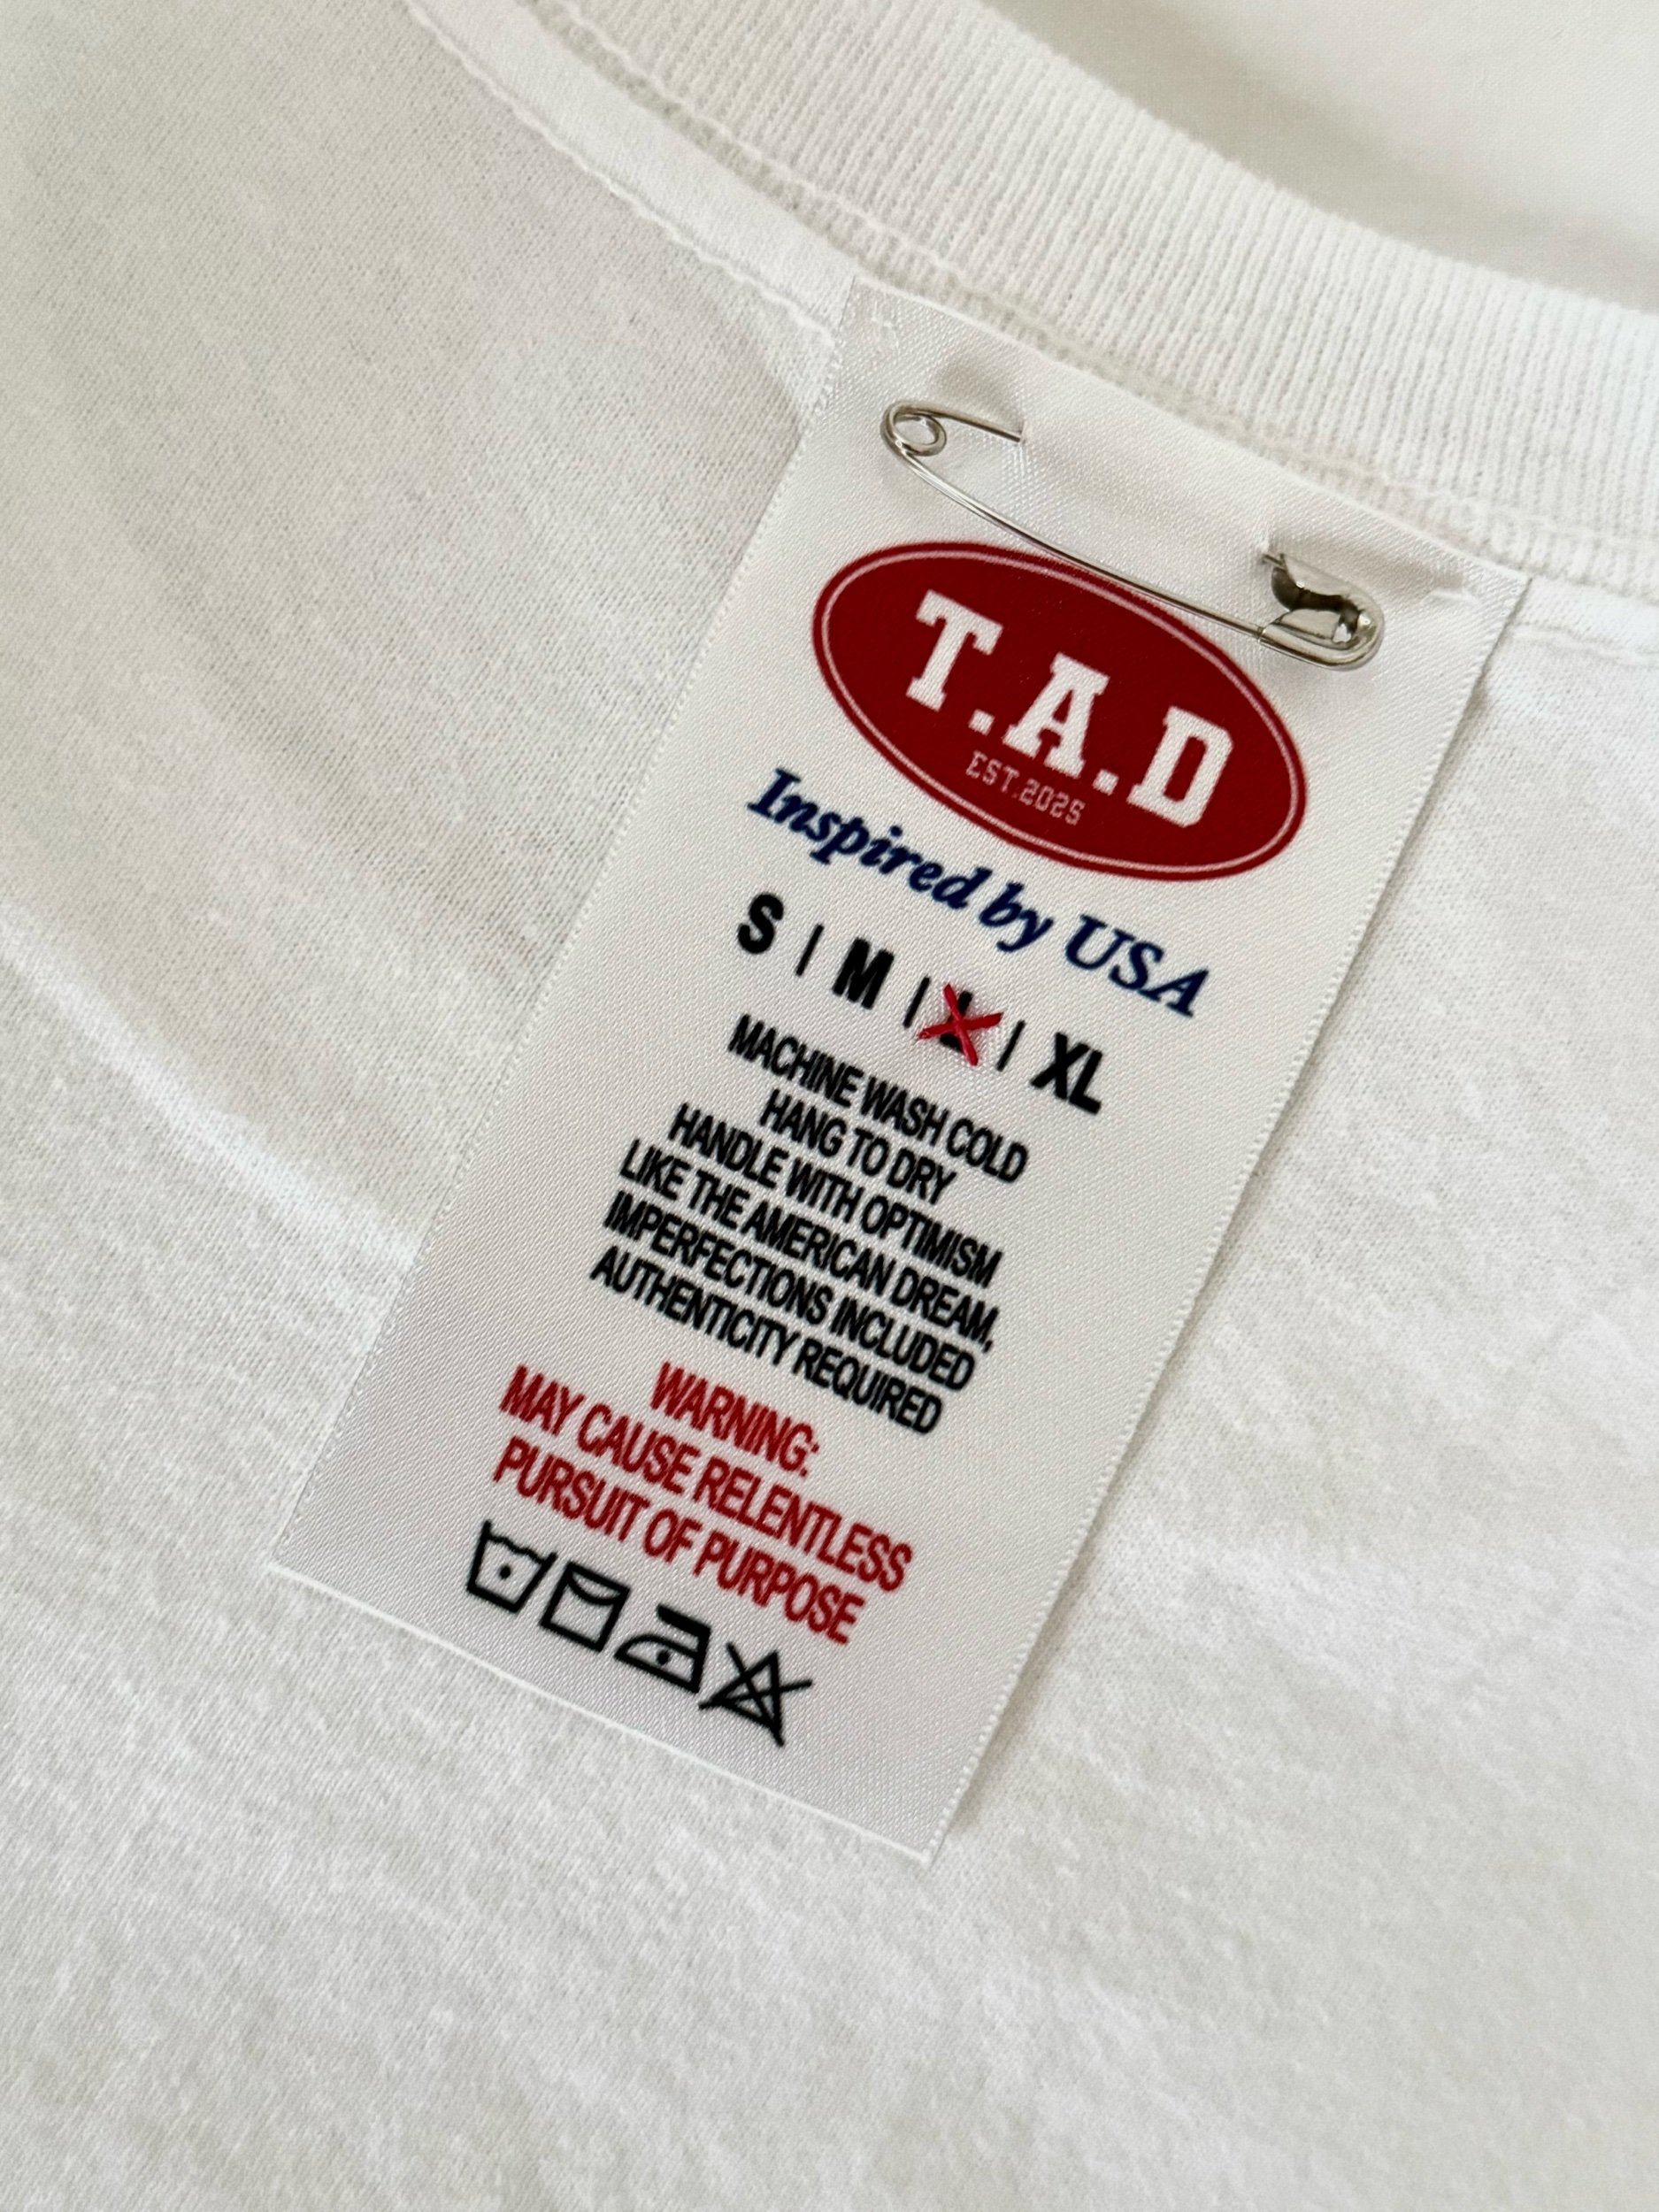 T.A.D
EST.2025
Inspired by USA
S | M | L | XL
MACHINE WASH COLD
HANG TO DRY
HANDLE WITH OPTIMISM
LIKE THE AMERICAN DREAM,
IMPERFECTIONS INCLUDED
AUTHENTICITY REQUIRED
WARNING:
MAY CAUSE RELENTLESS
PURSUIT OF PURPOSE